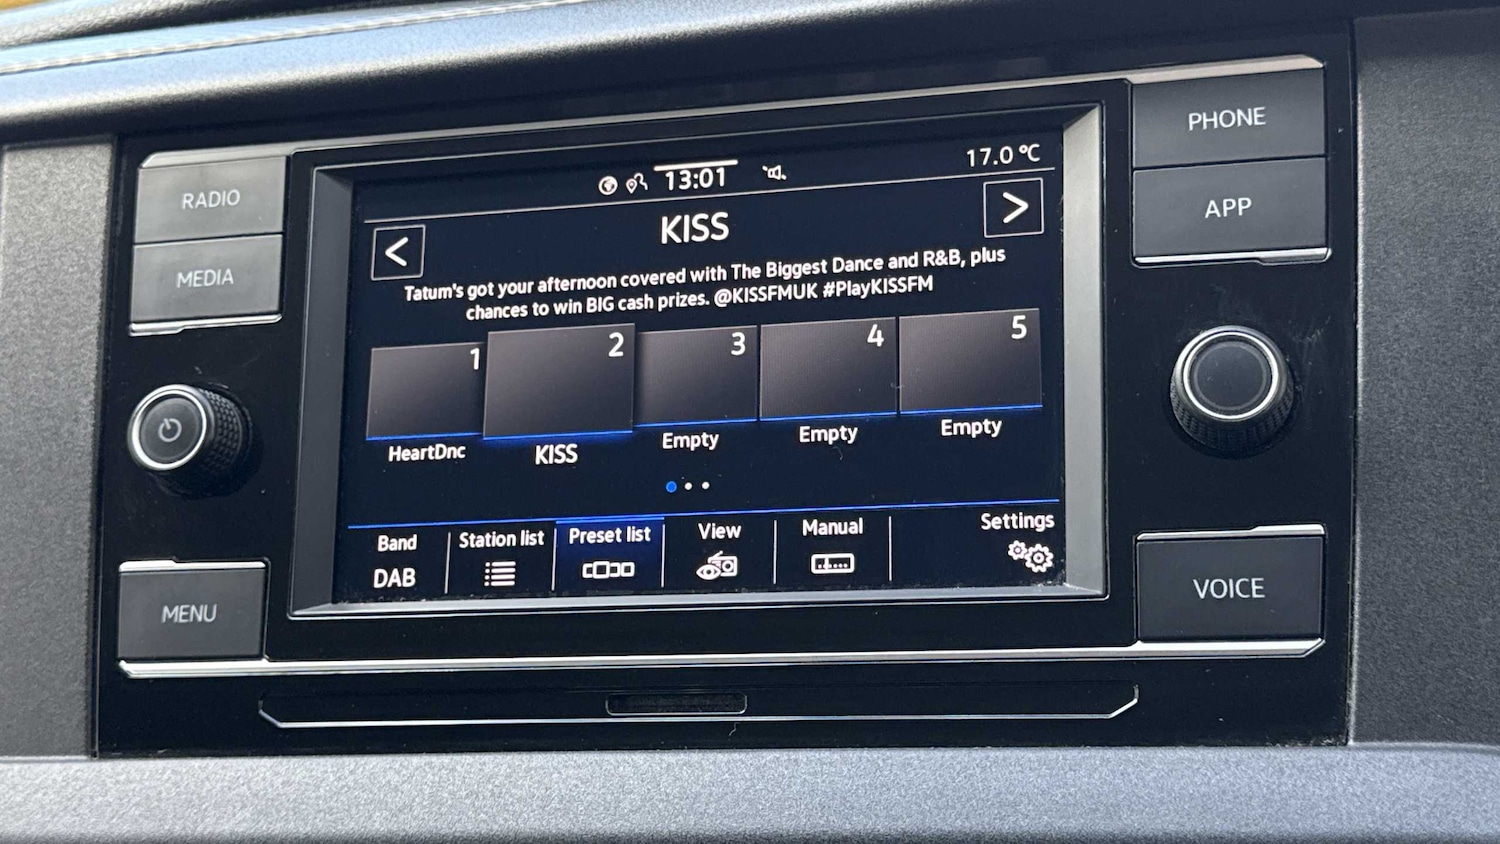 RADIO
MEDIA
MENU
13:01
17.0 °C
<
KISS
>
Tatum's got your afternoon covered with The Biggest Dance and R&B, plus
chances to win BIG cash prizes. @KISSFMUK #PlayKISSFM
1
2
3
4
5
HeartDnc
KISS
Empty
Empty
Empty
Band
DAB
Station list
Preset list
View
Manual
Settings
PHONE
APP
VOICE